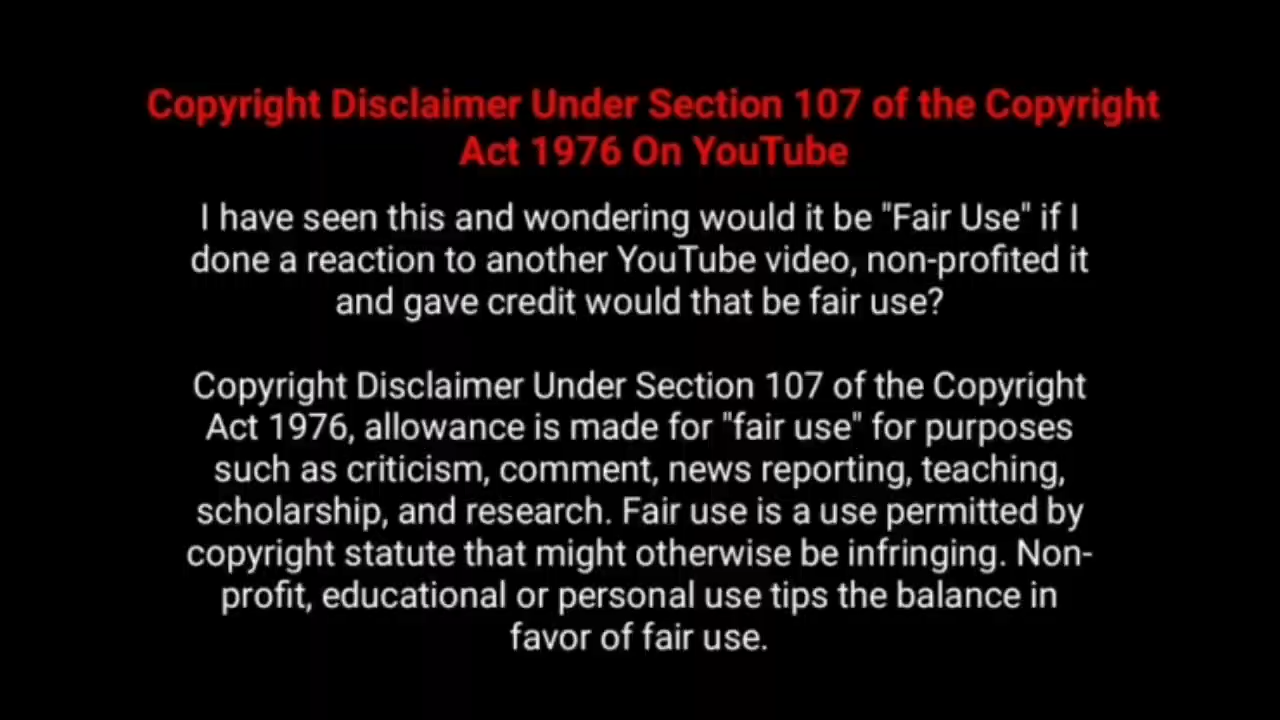 Copyright Disclaimer Under Section 107 of the Copyright
Act 1976 On YouTube
I have seen this and wondering would it be "Fair Use" if I
done a reaction to another YouTube video, non-profited it
and gave credit would that be fair use?
Copyright Disclaimer Under Section 107 of the Copyright
Act 1976, allowance is made for "fair use" for purposes
such as criticism, comment, news reporting, teaching,
scholarship, and research. Fair use is a use permitted by
copyright statute that might otherwise be infringing. Non-
profit, educational or personal use tips the balance in
favor of fair use.